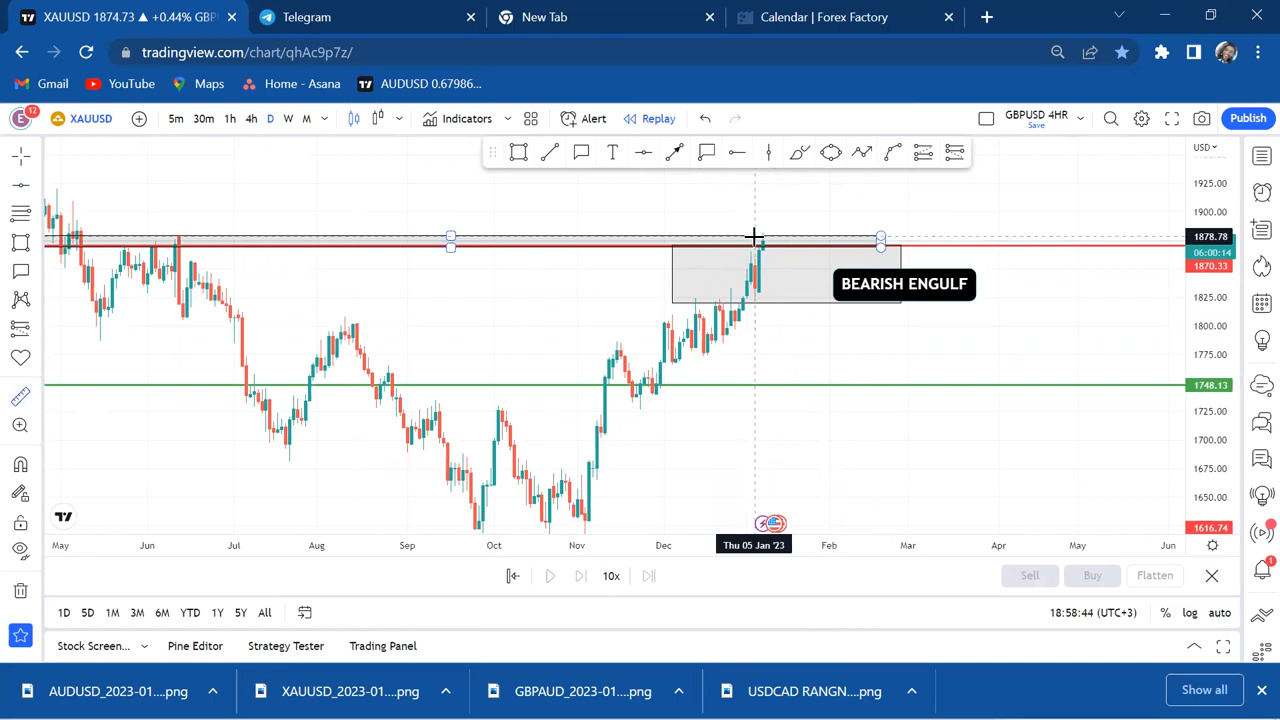 XAUUSD 1874.73 ▲ +0.44% GBP
Telegram
New Tab
Calendar | Forex Factory
tradingview.com/chart/qhAc9p7z/
Gmail
YouTube
Maps
Home - Asana
AUDUSD 0.67986...
E
12
XAUUSD
5m 30m 1h 4h D W M
Indicators
Alert
Replay
GBPUSD 4HR
Save
Publish
USD
1925.00
1900.00
1878.78
06:00:14
1870.33
BEARISH ENGULF
1825.00
1800.00
1775.00
1748.13
1725.00
1700.00
1675.00
1650.00
1616.74
May Jun Jul Aug Sep Oct Nov Dec Thu 05 Jan '23 Feb Mar Apr May Jun
10x
Sell
Buy
Flatten
1D 5D 1M 3M 6M YTD 1Y 5Y All
18:58:44 (UTC+3)
% log auto
1
Stock Screen...
Pine Editor
Strategy Tester
Trading Panel
AUDUSD_2023-01....png
XAUUSD_2023-01....png
GBPAUD_2023-01....png
USDCAD RANGN....png
Show all